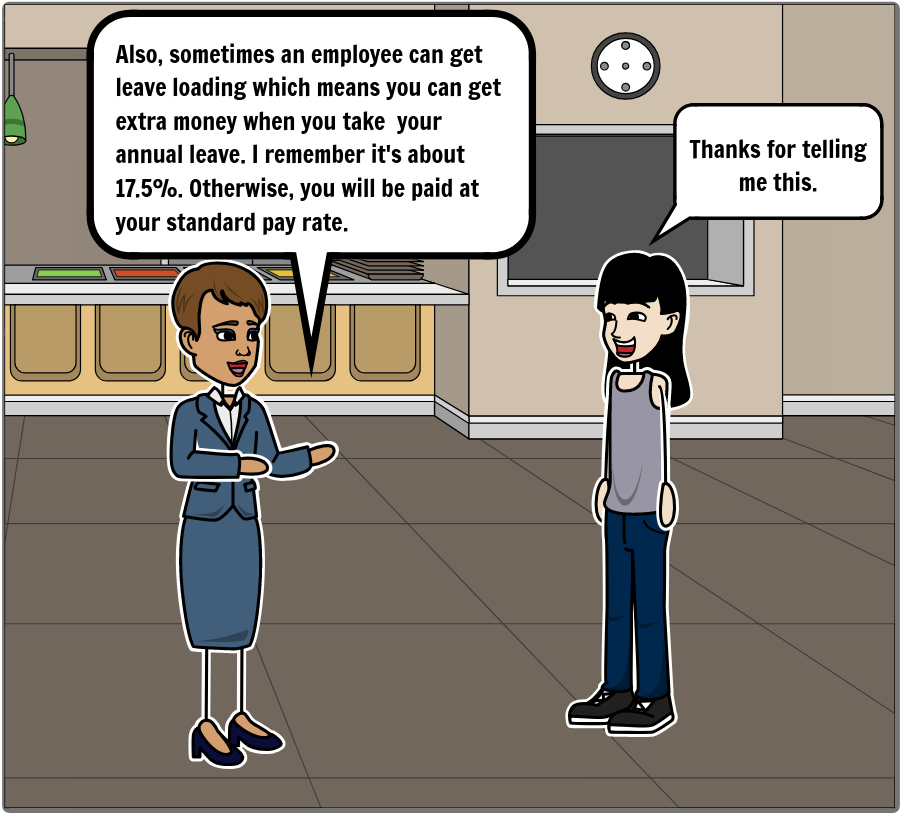 Also, sometimes an employee can get
leave loading which means you can get
extra money when you take  your
annual leave. I remember it's about
17.5%. Otherwise, you will be paid at
your standard pay rate.
Thanks for telling
me this.